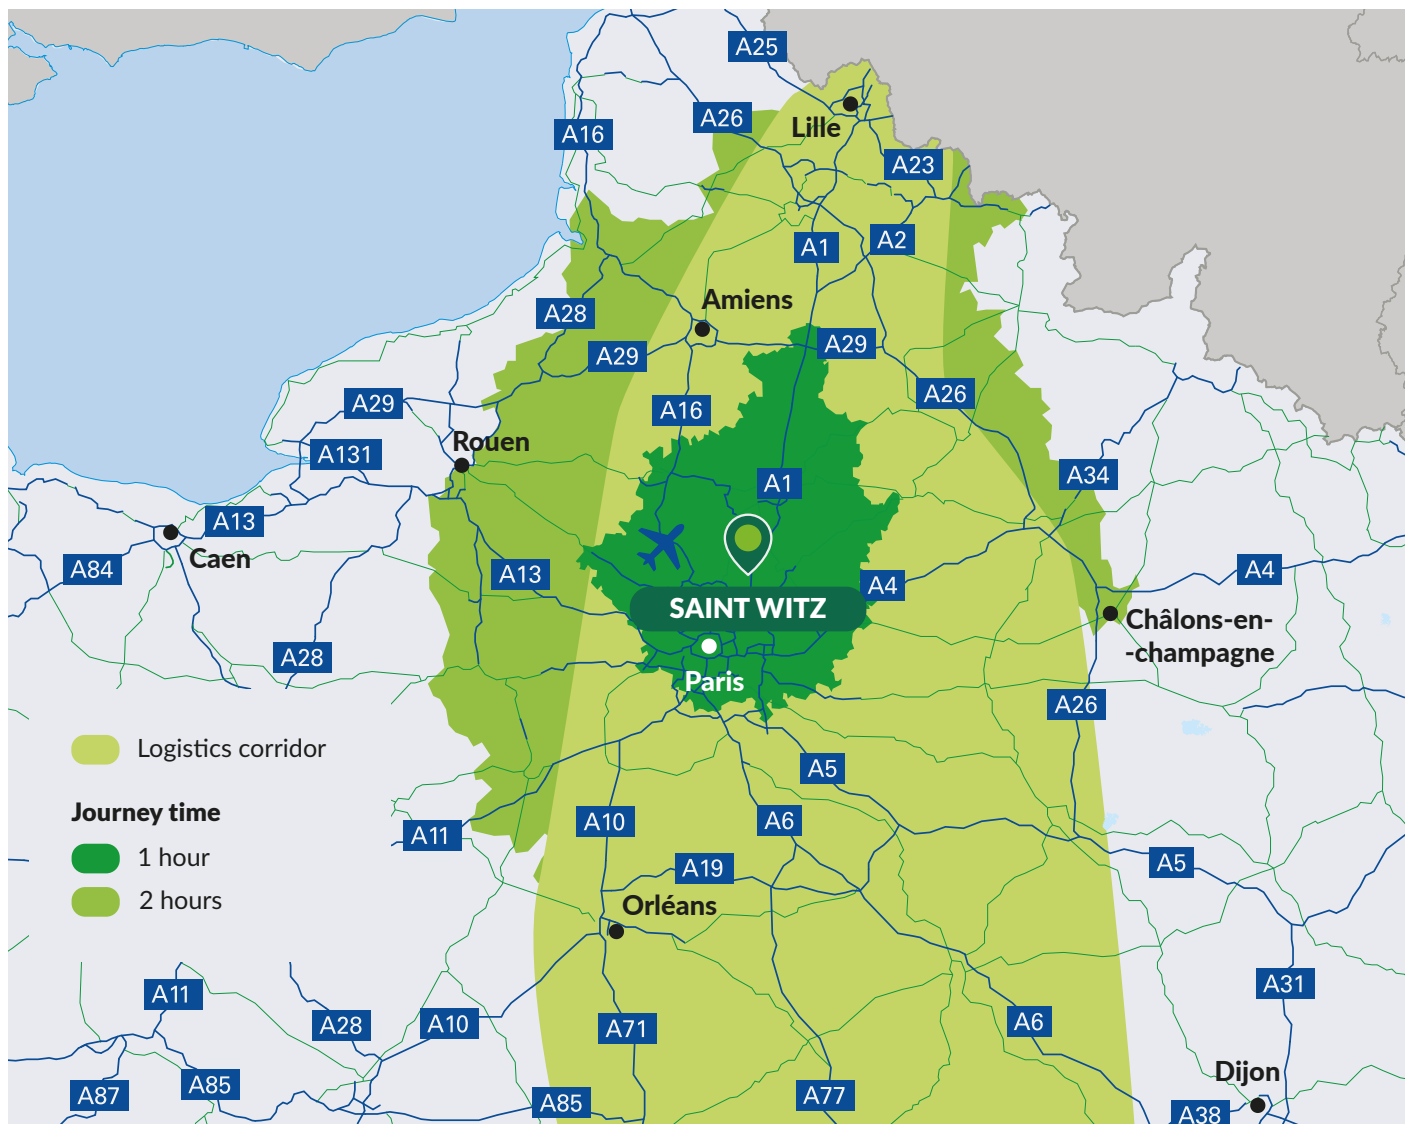 A25
A26
Lille
A16
A23
A1
A2
Amiens
A28
A29
A29
A26
A29
A16
Rouen
A131
A34
A1
A13
Caen
A84
A13
A4
A4
SAINT WITZ
Châlons-en-
-champagne
A28
Paris
A26
Logistics corridor
A5
Journey time
A10
A6
A11
1 hour
A19
A5
2 hours
Orléans
A11
A31
A28
A10
A71
A6
Dijon
A87
A85
A85
A77
A38